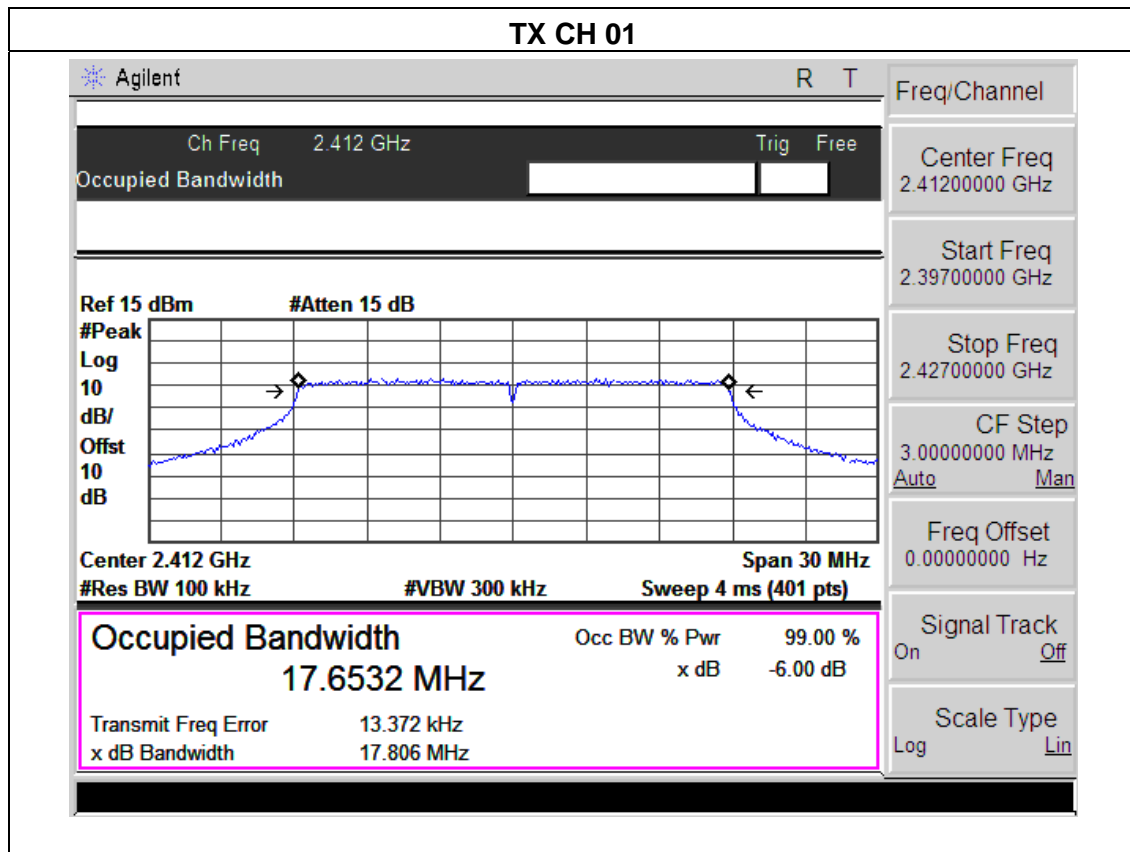 TX CH 01
Agilent R T
Ch Freq 2.412 GHz Trig Free
Occupied Bandwidth
Ref 15 dBm #Atten 15 dB
#Peak
Log
10
dB/
Offst
10
dB
Center 2.412 GHz Span 30 MHz
#Res BW 100 kHz #VBW 300 kHz Sweep 4 ms (401 pts)
Occupied Bandwidth Occ BW % Pwr 99.00 %
17.6532 MHz x dB -6.00 dB
Transmit Freq Error 13.372 kHz
x dB Bandwidth 17.806 MHz
Freq/Channel
Center Freq
2.41200000 GHz
Start Freq
2.39700000 GHz
Stop Freq
2.42700000 GHz
CF Step
3.00000000 MHz
Auto Man
Freq Offset
0.00000000 Hz
Signal Track
On Off
Scale Type
Log Lin